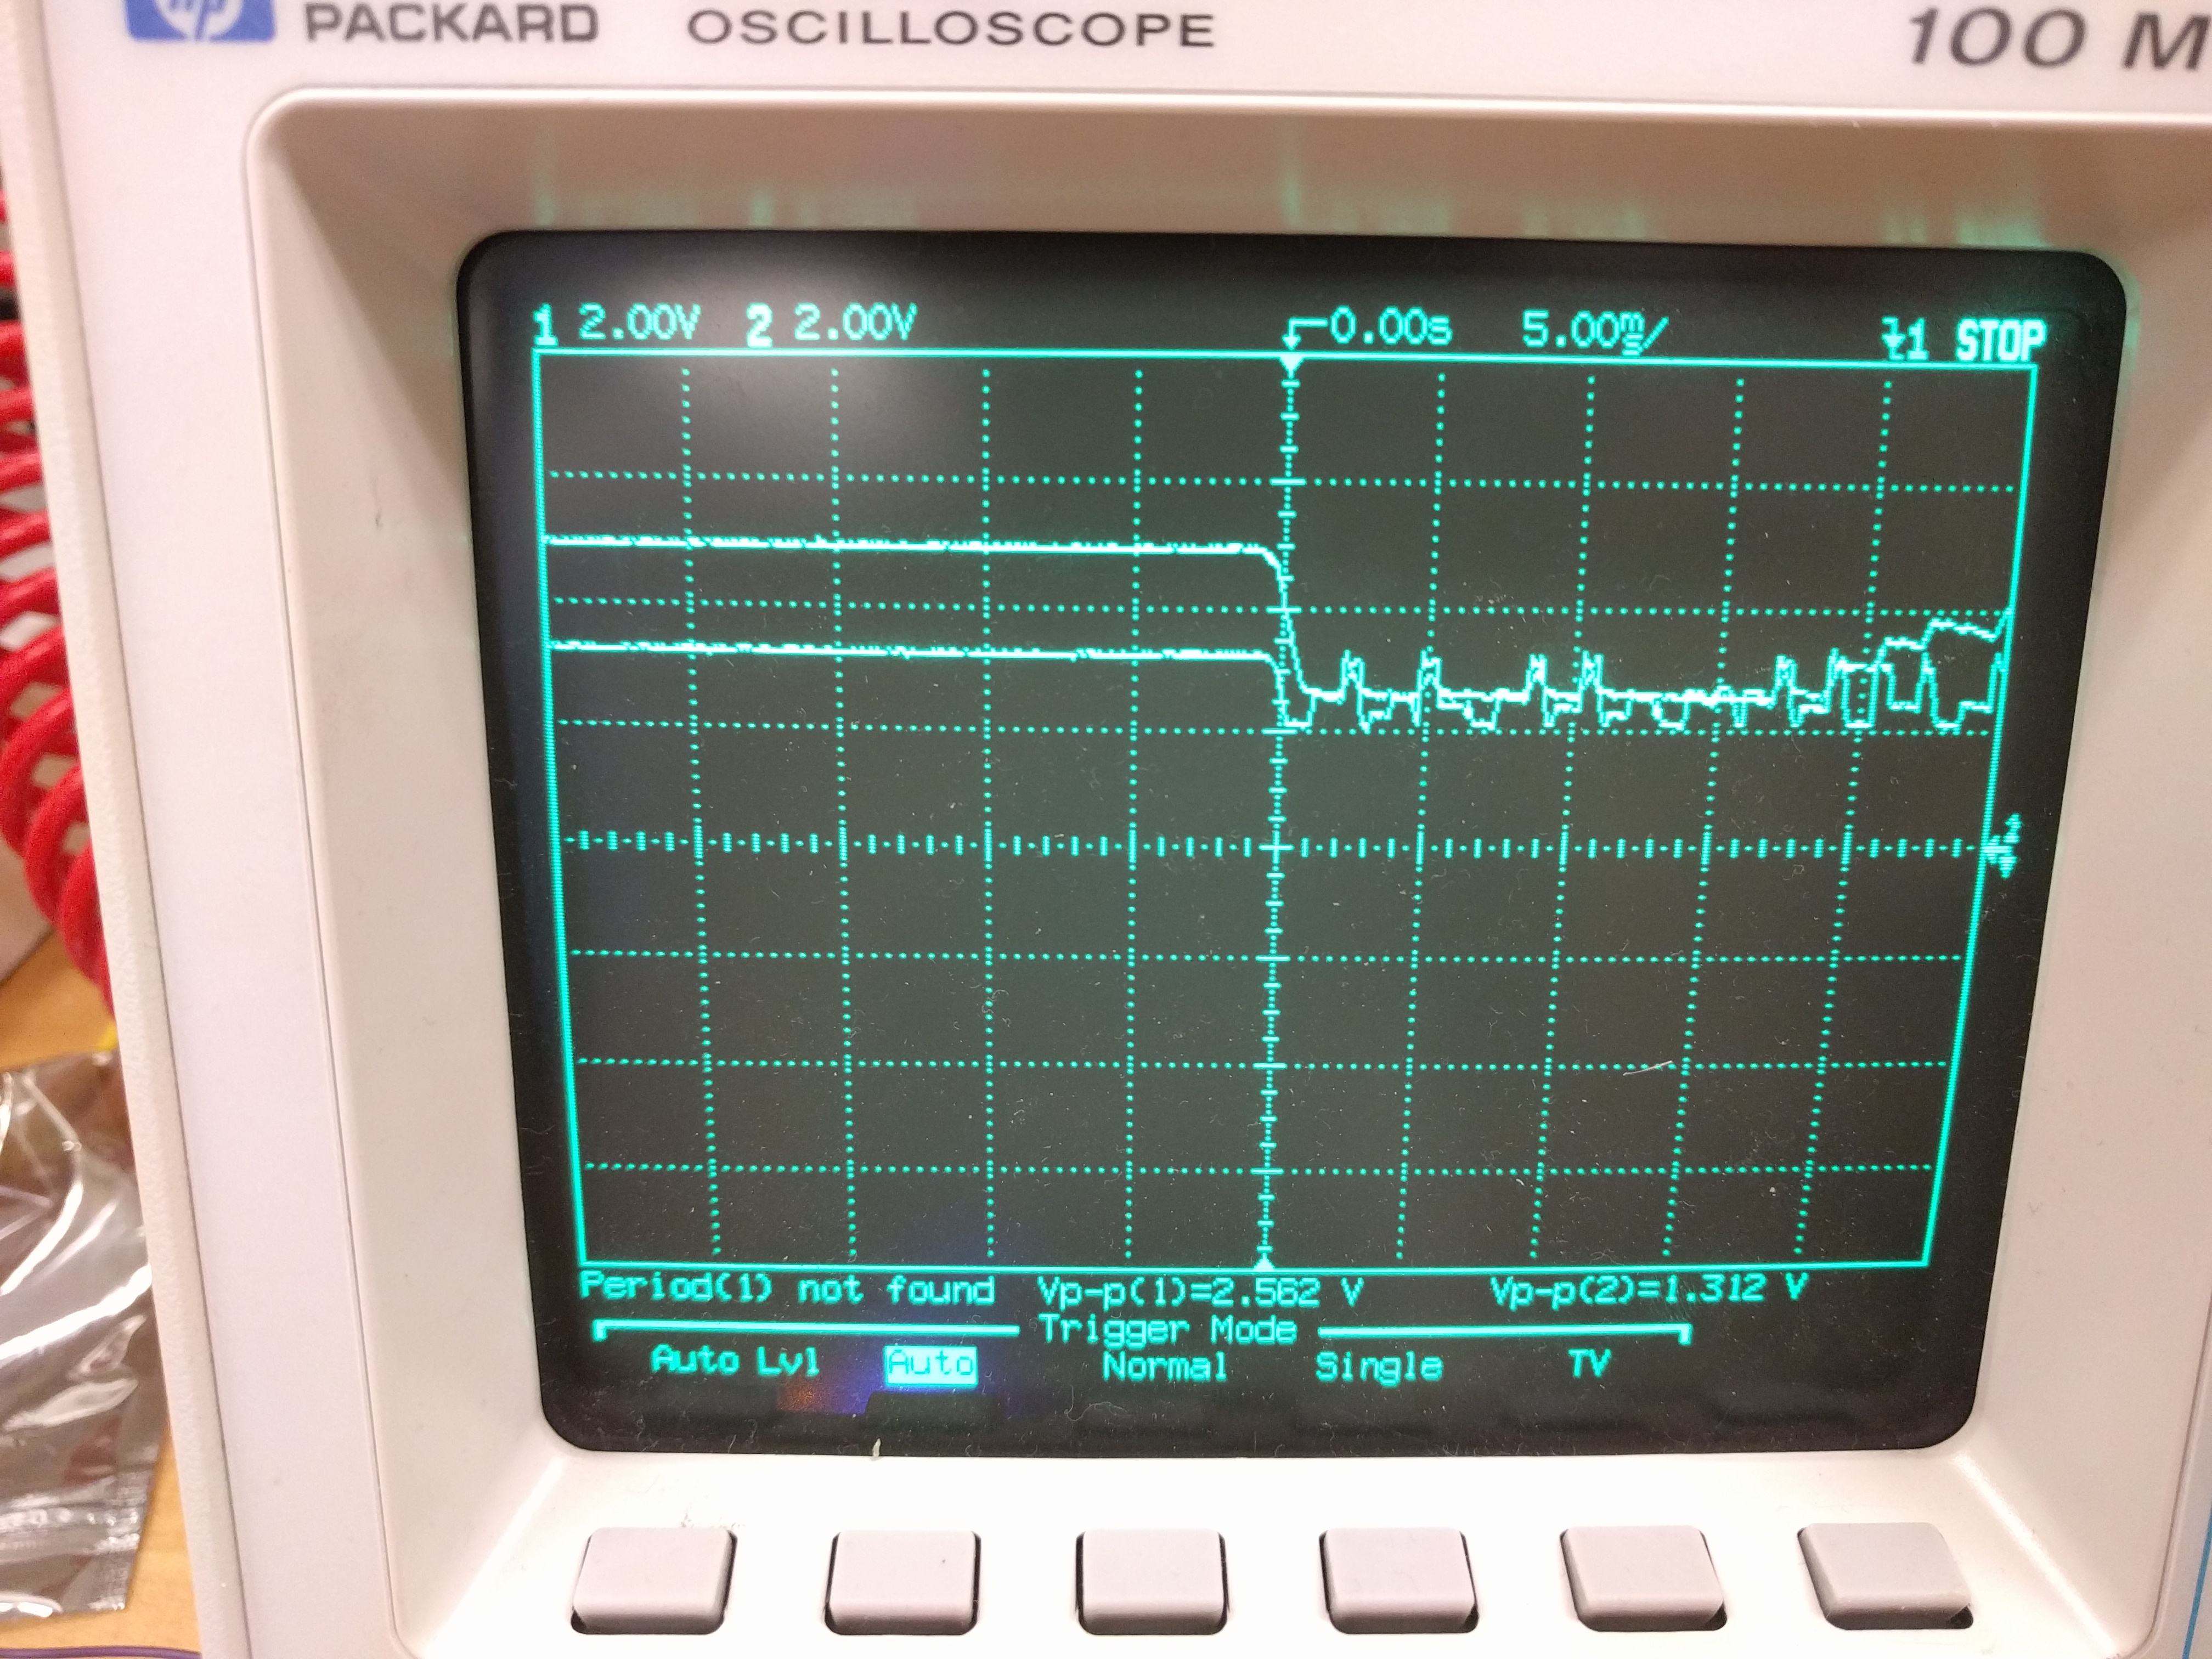 hp PACKARD OSCILLOSCOPE 100 M
1 2.00V 2 2.00V 0.00s 5.00ms/ 1 STOP
Period(1) not found Vp-p(1)=2.562 V Vp-p(2)=1.312 V
Trigger Mode
Auto Lvl Auto Normal Single TV